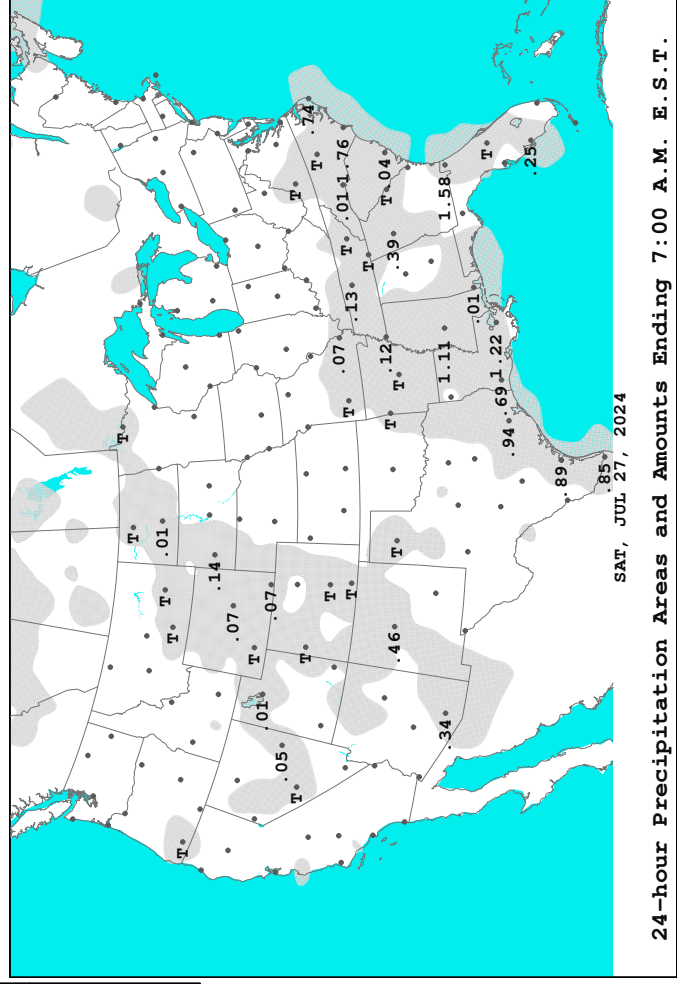 T
T
.01
T
T
T
.14
.07
T
.01
.07
.05
T
T
T
.74
T
T
.07
.01 1.76
T
T
T
.13
T
T .04
.12
T
.39
.46
T
T
1.11
1.58
.34
.01
T
1.22
.69
.94
.25
.89
.85
SAT, JUL 27, 2024
24-hour Precipitation Areas and Amounts Ending 7:00 A.M. E.S.T.